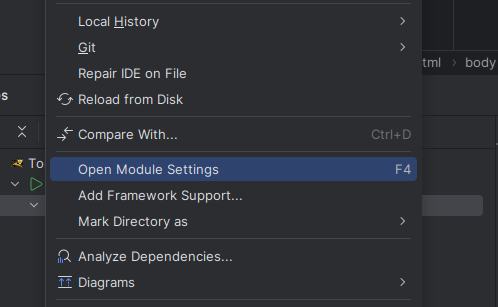 Local History
Git
Repair IDE on File
Reload from Disk
Compare With... Ctrl+D
Open Module Settings F4
Add Framework Support...
Mark Directory as
Analyze Dependencies...
Diagrams
tml › body
es
To